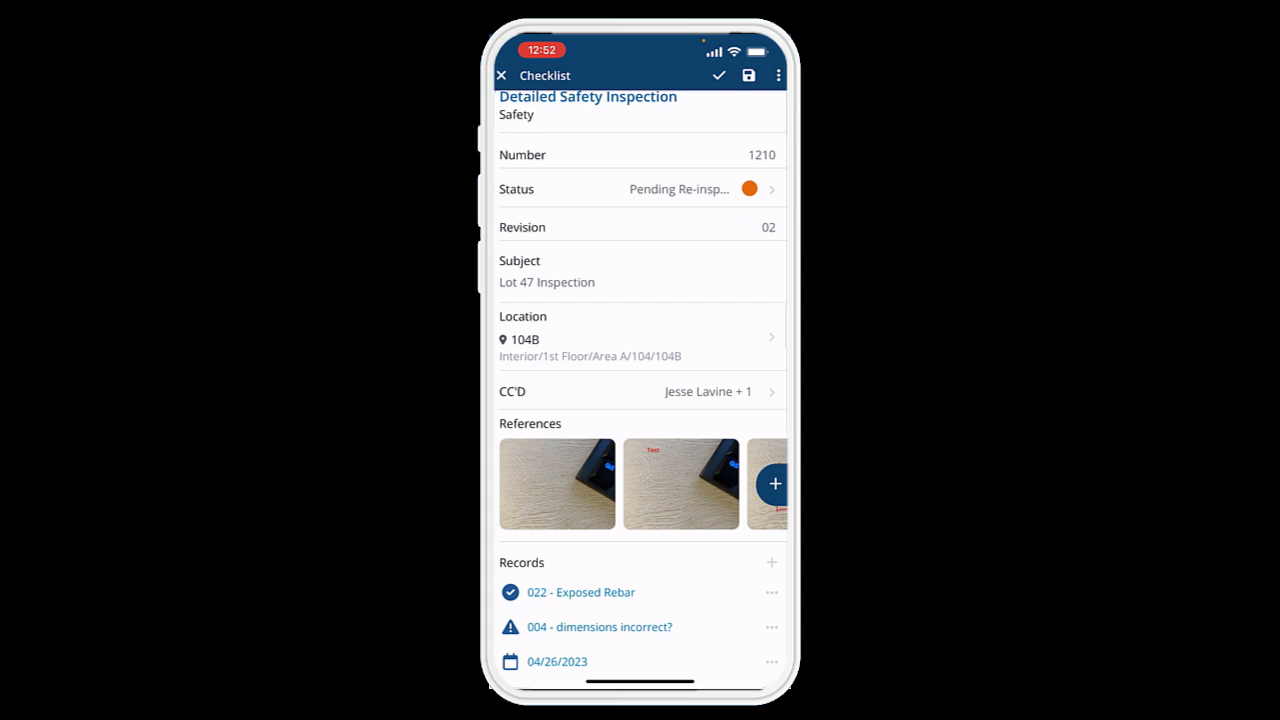 12:52
Checklist
Detailed Safety Inspection
Safety
Number 1210
Status Pending Re-insp...
Revision 02
Subject
Lot 47 Inspection
Location
104B
Interior/1st Floor/Area A/104/104B
CC'D Jesse Lavine + 1
References
Test
Records
022 - Exposed Rebar
004 - dimensions incorrect?
04/26/2023